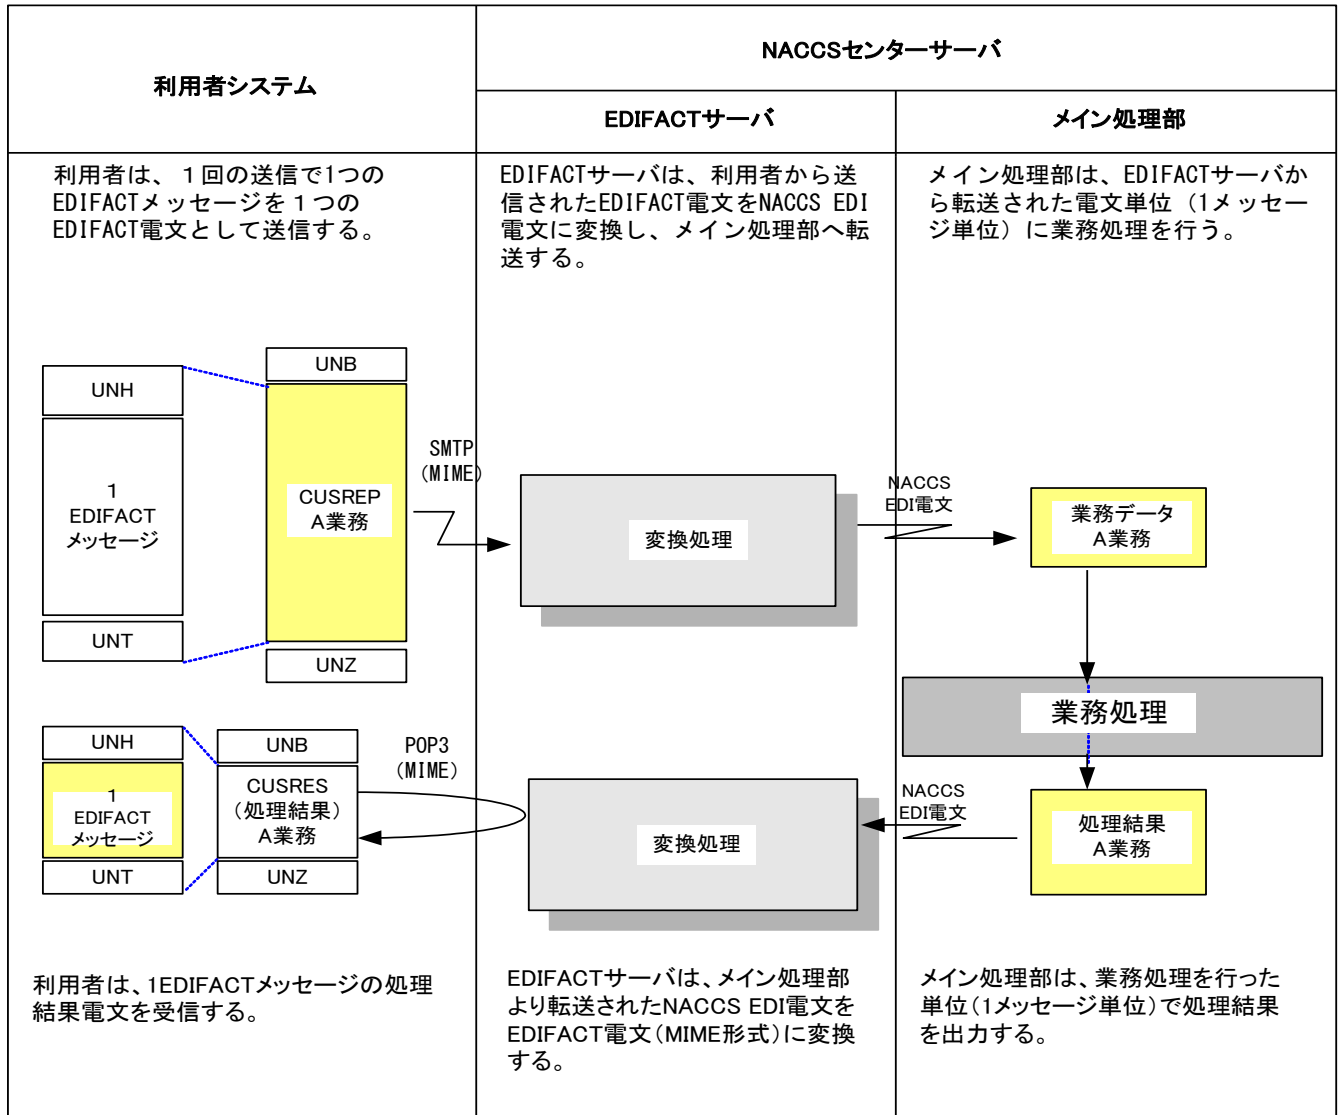 利用者システム
NACCSセンターサーバ
EDIFACTサーバ
メイン処理部
利用者は、１回の送信で1つの
EDIFACTメッセージを１つの
EDIFACT電文として送信する。
EDIFACTサーバは、利用者から送
信されたEDIFACT電文をNACCS EDI
電文に変換し、メイン処理部へ転
送する。
メイン処理部は、EDIFACTサーバか
ら転送された電文単位（1メッセー
ジ単位）に業務処理を行う。
UNH
1
EDIFACT
メッセージ
UNT
UNB
CUSREP
A業務
UNZ
SMTP
(MIME)
変換処理
NACCS
EDI電文
業務データ
A業務
業務処理
UNH
1
EDIFACT
メッセージ
UNT
UNB
CUSRES
（処理結果）
A業務
UNZ
POP3
(MIME)
変換処理
NACCS
EDI電文
処理結果
A業務
利用者は、1EDIFACTメッセージの処理
結果電文を受信する。
EDIFACTサーバは、メイン処理部
より転送されたNACCS EDI電文を
EDIFACT電文（MIME形式）に変換
する。
メイン処理部は、業務処理を行った
単位（1メッセージ単位）で処理結果
を出力する。